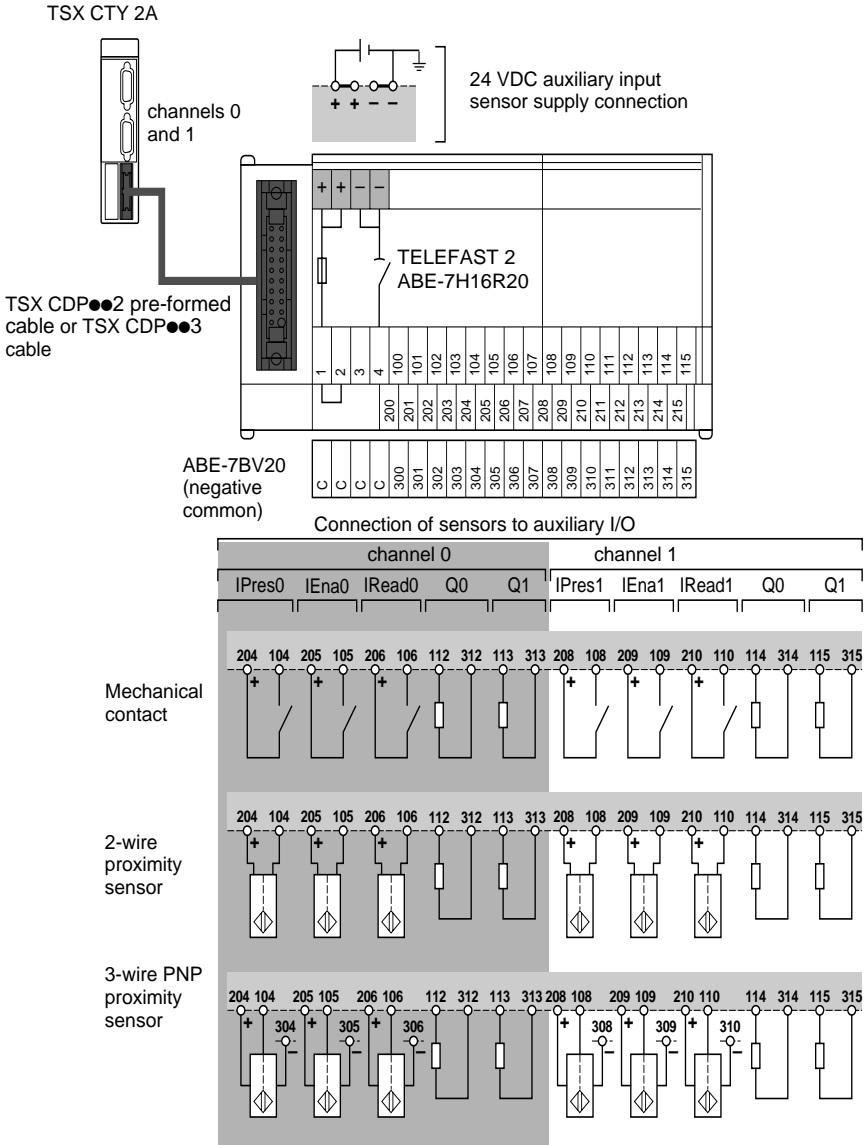 TSX CTY 2A
channels 0
and 1
+ + – –
24 VDC auxiliary input
sensor supply connection
+ + – –
TELEFAST 2
ABE-7H16R20
TSX CDP●●2 pre-formed
cable or TSX CDP●●3
cable
1 2 3 4 100 101 102 103 104 105 106 107 108 109 110 111 112 113 114 115
200 201 202 203 204 205 206 207 208 209 210 211 212 213 214 215
ABE-7BV20
(negative
common)
C C C C 300 301 302 303 304 305 306 307 308 309 310 311 312 313 314 315
Connection of sensors to auxiliary I/O
channel 0 channel 1
IPres0 IEna0 IRead0 Q0 Q1 IPres1 IEna1 IRead1 Q0 Q1
204 104 205 105 206 106 112 312 113 313 208 108 209 109 210 110 114 314 115 315
+ + + + + +
Mechanical
contact
204 104 205 105 206 106 112 312 113 313 208 108 209 109 210 110 114 314 115 315
+ + + + + +
2-wire
proximity
sensor
3-wire PNP
proximity
sensor
204 104 205 105 206 106 112 312 113 313 208 108 209 109 210 110 114 314 115 315
+ 304 – + 305 – + 306 – + 308 – + 309 – + 310 –